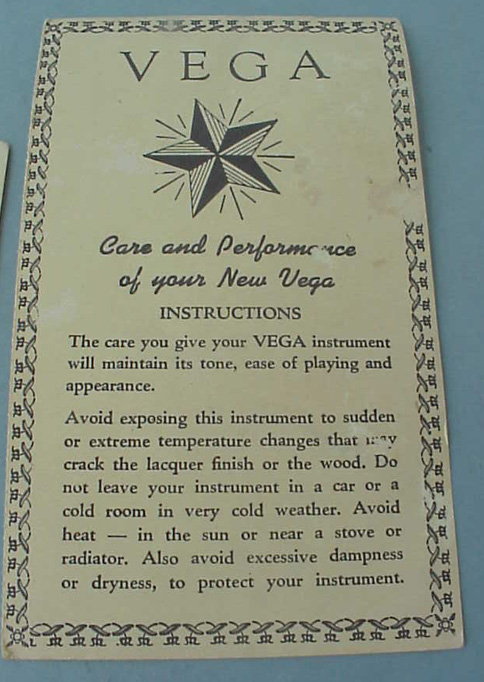 VEGA
Care and Performance
of your New Vega
INSTRUCTIONS
The care you give your VEGA instrument
will maintain its tone, ease of playing and
appearance.
Avoid exposing this instrument to sudden
or extreme temperature changes that may
crack the lacquer finish or the wood. Do
not leave your instrument in a car or a
cold room in very cold weather. Avoid
heat — in the sun or near a stove or
radiator. Also avoid excessive dampness
or dryness, to protect your instrument.